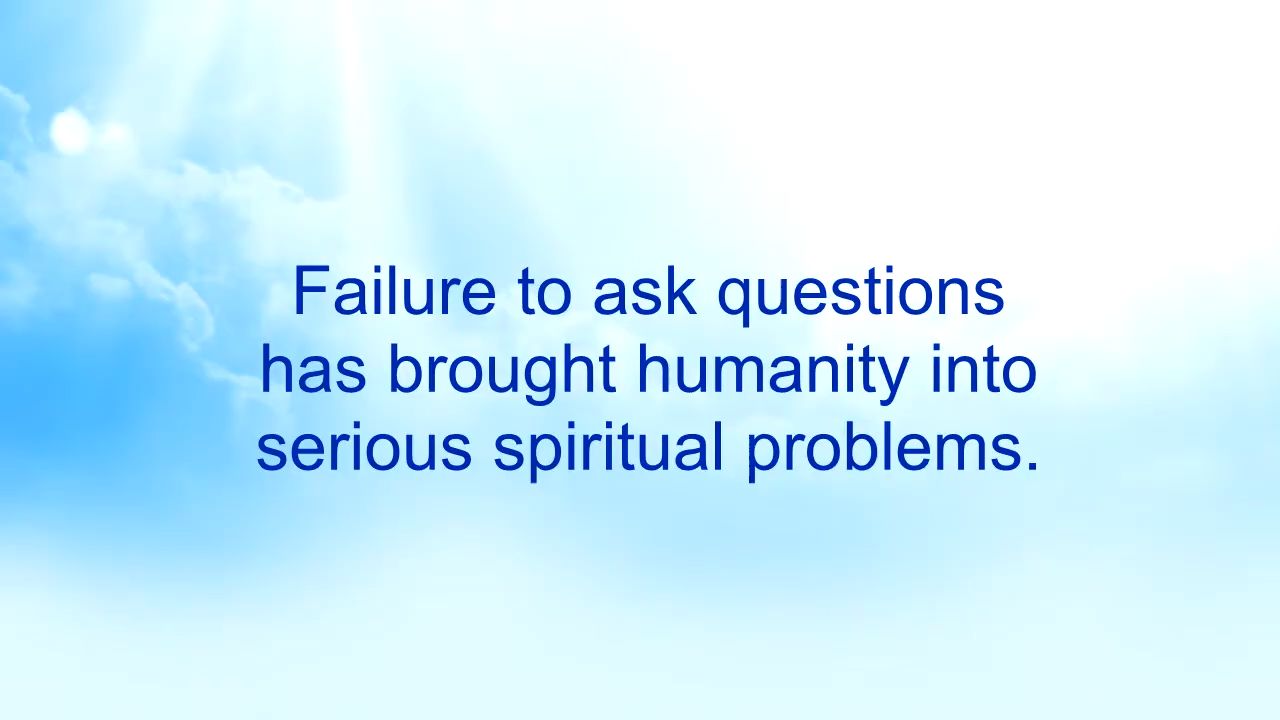 Failure to ask questions
has brought humanity into
serious spiritual problems.